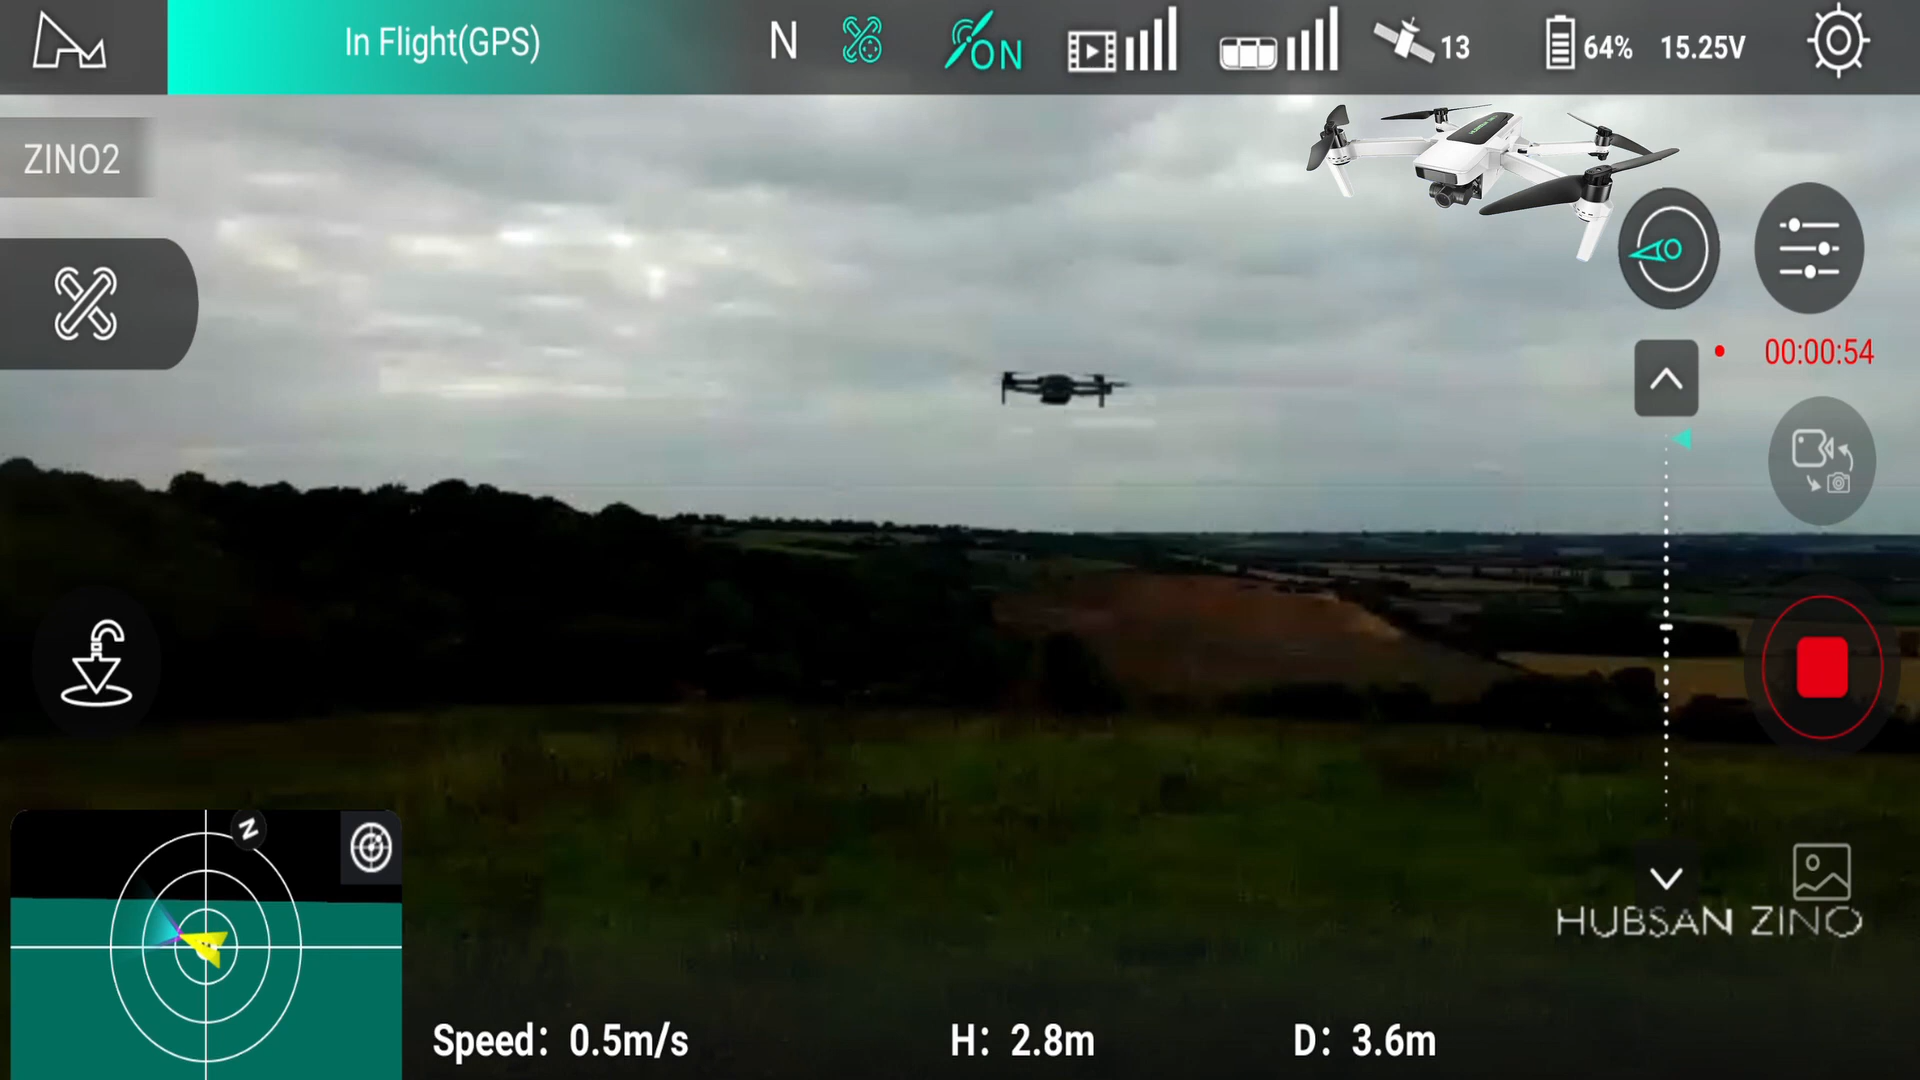 In Flight(GPS)
N
ON
13
64%
15.25V
ZINO2
00:00:54
N
HUBSAN ZINO
Speed: 0.5m/s
H: 2.8m
D: 3.6m